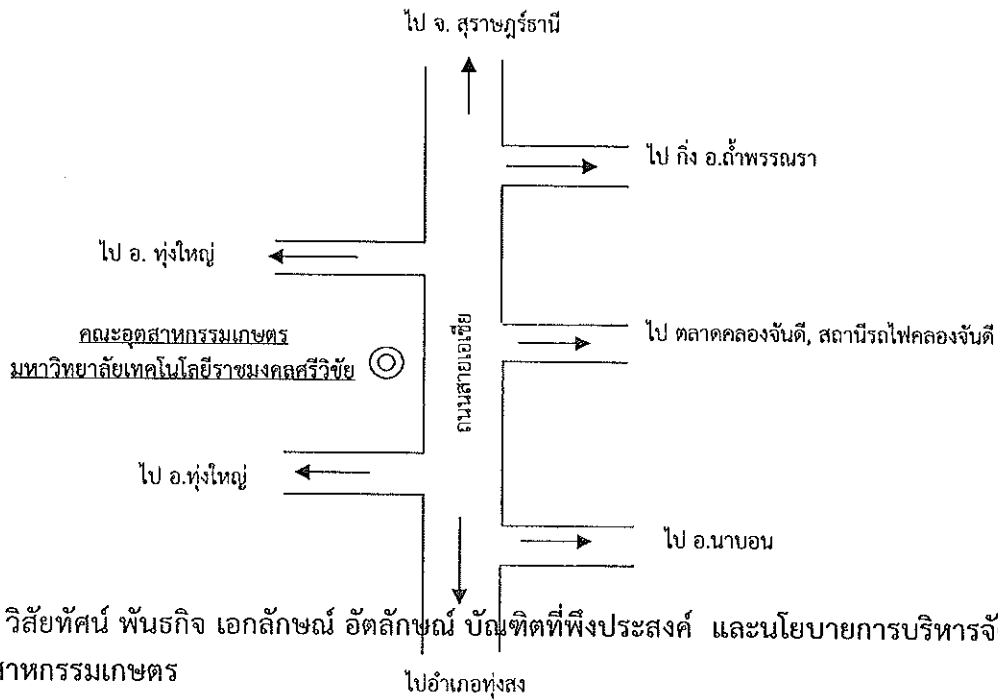 ไป จ. สุราษฎร์ธานี
ไป กิ่ง อ.ถ้ำพรรณรา
ไป อ. ทุ่งใหญ่
คณะอุตสาหกรรมเกษตร
มหาวิทยาลัยเทคโนโลยีราชมงคลศรีวิชัย
ถนนสายเอเชีย
ไป ตลาดคลองจันดี, สถานีรถไฟคลองจันดี
ไป อ.ทุ่งใหญ่
ไป อ.นาบอน
วิสัยทัศน์ พันธกิจ เอกลักษณ์ อัตลักษณ์ บัณฑิตที่พึงประสงค์ และนโยบายการบริหารจั
สาหกรรมเกษตร
ไปอำเภอทุ่งสง